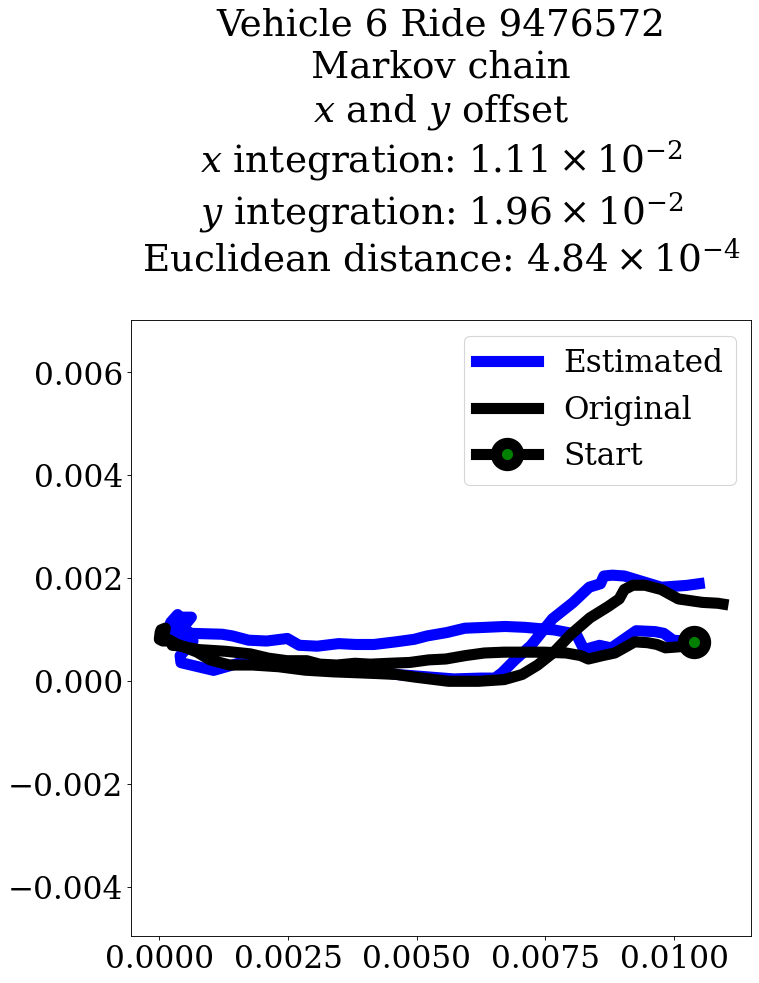 Vehicle 6 Ride 9476572
Markov chain
x and y offset
x integration: 1.11 × 10⁻²
y integration: 1.96 × 10⁻²
Euclidean distance: 4.84 × 10⁻⁴
Estimated
Original
Start
0.006
0.004
0.002
0.000
−0.002
−0.004
0.0000 0.0025 0.0050 0.0075 0.0100